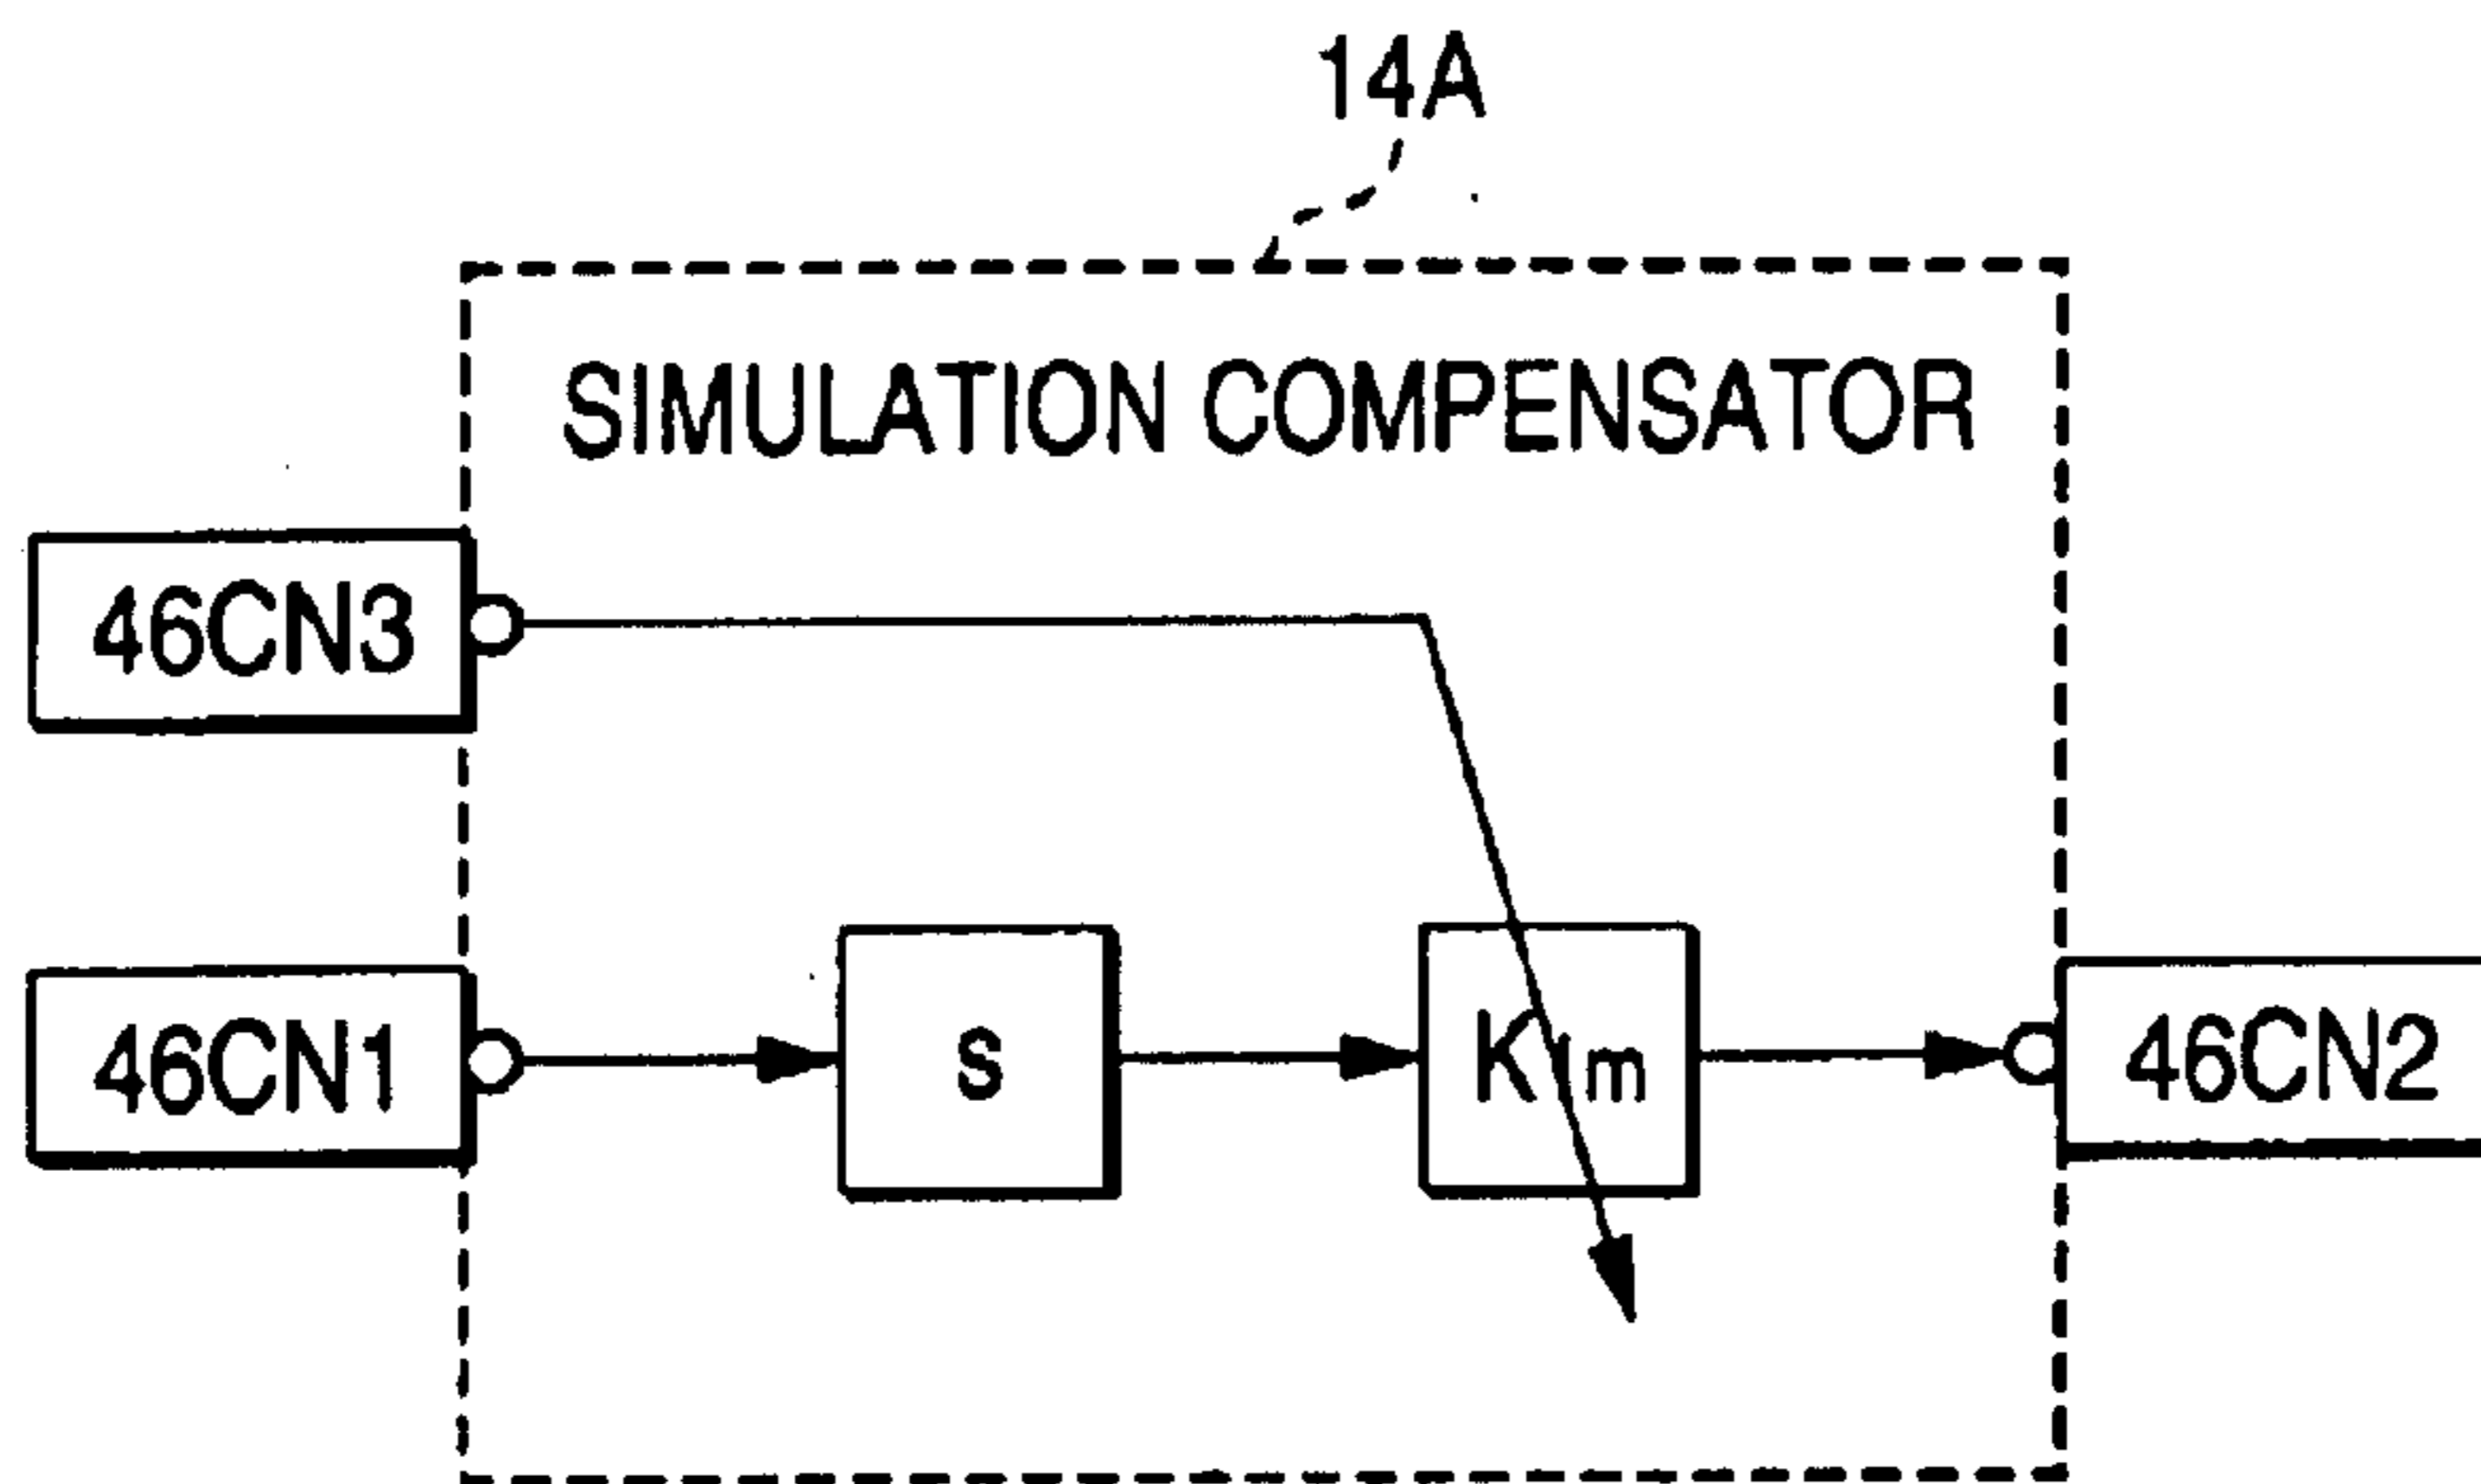 14A
SIMULATION COMPENSATOR
46CN3
46CN1
s
K1m
46CN2